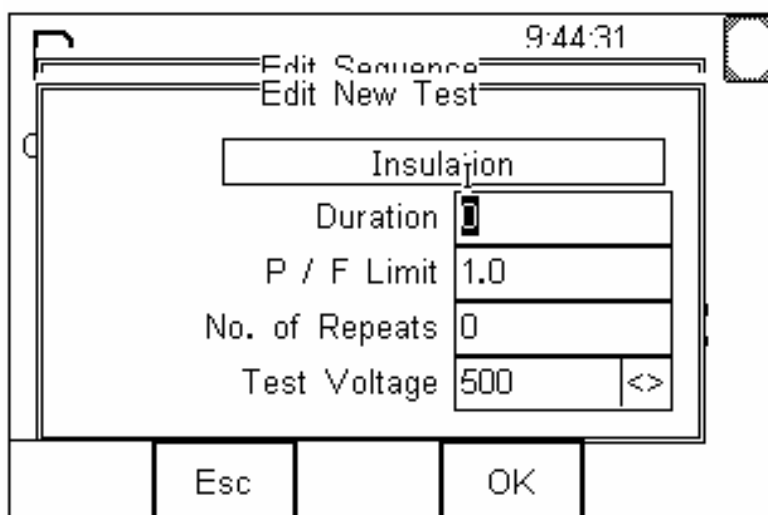 9:44:31
Edit Sequence
Edit New Test
Insulation
Duration 0
P / F Limit 1.0
No. of Repeats 0
Test Voltage 500 <>
Esc OK